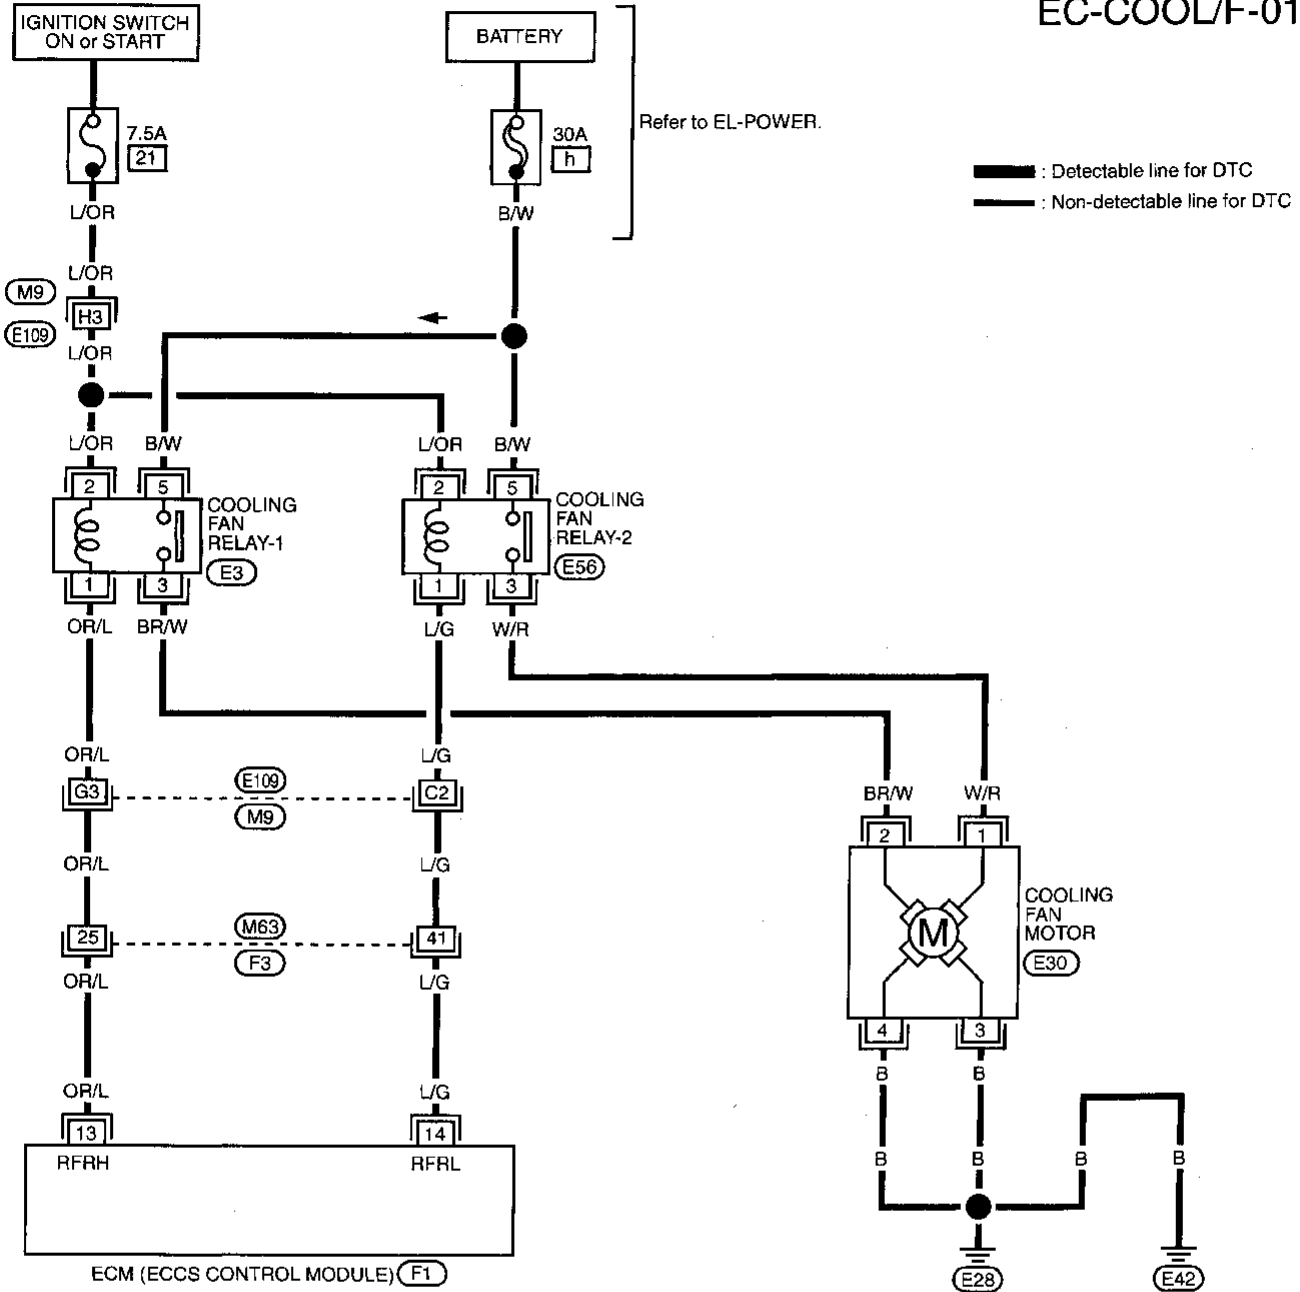 EC-COOL/F-01
IGNITION SWITCH
ON or START
BATTERY
7.5A
21
30A
h
Refer to EL-POWER.
: Detectable line for DTC
: Non-detectable line for DTC
L/OR
B/W
L/OR
M9
H3
E109
L/OR
L/OR
B/W
L/OR
B/W
2
5
2
5
COOLING
FAN
RELAY-1
E3
COOLING
FAN
RELAY-2
E56
1
3
1
3
OR/L
BR/W
L/G
W/R
OR/L
L/G
G3
E109
M9
C2
BR/W
W/R
2
1
OR/L
L/G
COOLING
FAN
MOTOR
E30
M
25
M63
F3
41
OR/L
L/G
4
3
B
B
OR/L
L/G
13
14
RFRH
RFRL
B
B
B
B
ECM (ECCS CONTROL MODULE)
F1
E28
E42